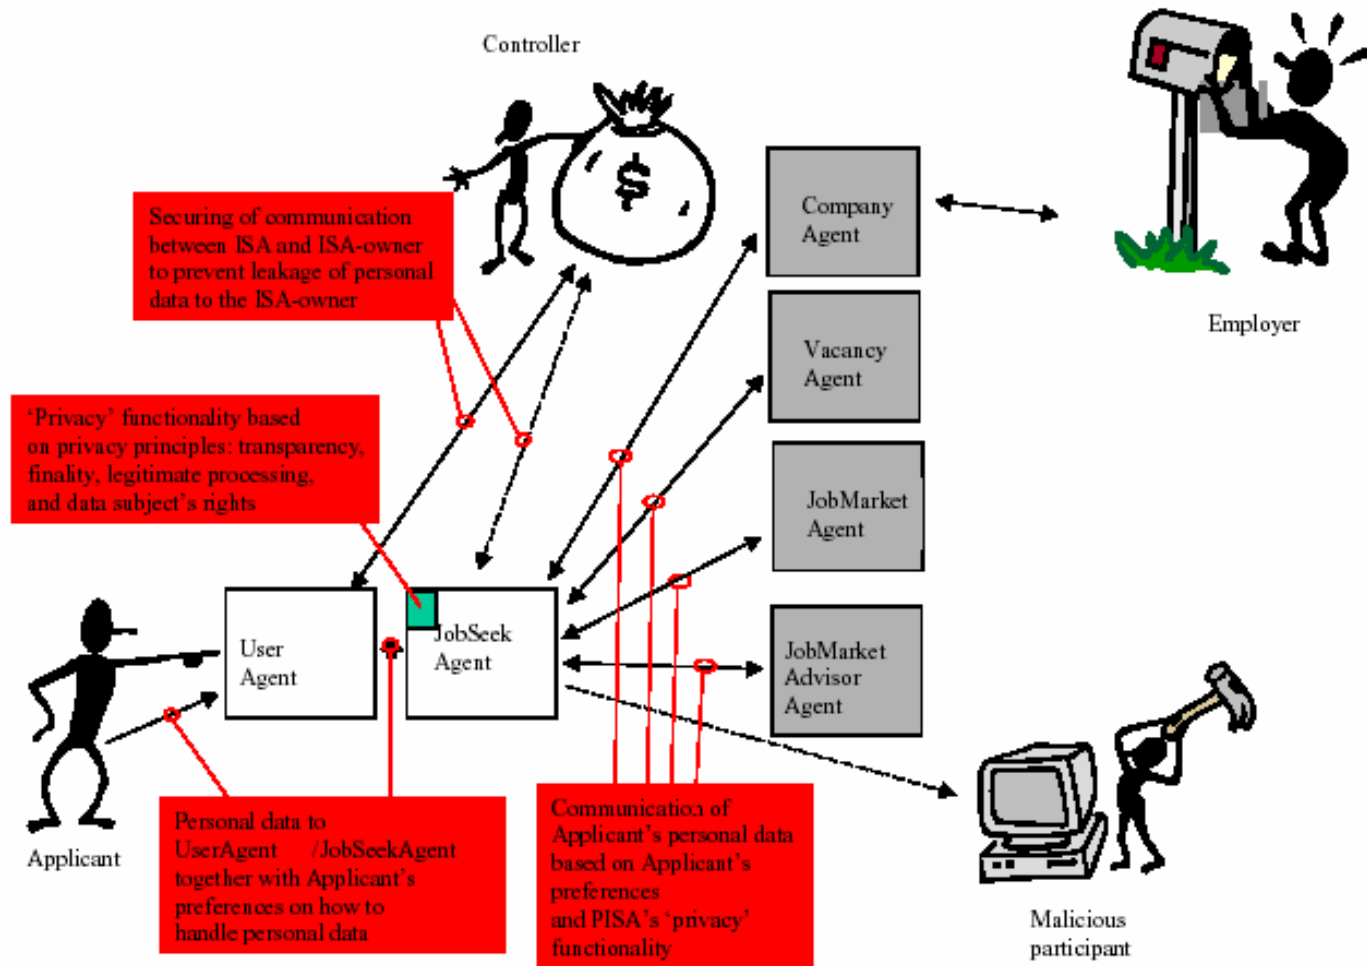 Controller
$
Securing of communication
between ISA and ISA-owner
to prevent leakage of personal
data to the ISA-owner
Company
Agent
Employer
Vacancy
Agent
'Privacy' functionality based
on privacy principles: transparency,
finality, legitimate processing,
and data subject's rights
JobMarket
Agent
User
Agent
JobSeek
Agent
JobMarket
Advisor
Agent
Applicant
Personal data to
UserAgent /JobSeekAgent
together with Applicant's
preferences on how to
handle personal data
Communication of
Applicant's personal data
based on Applicant's
preferences
and PISA's 'privacy'
functionality
Malicious
participant